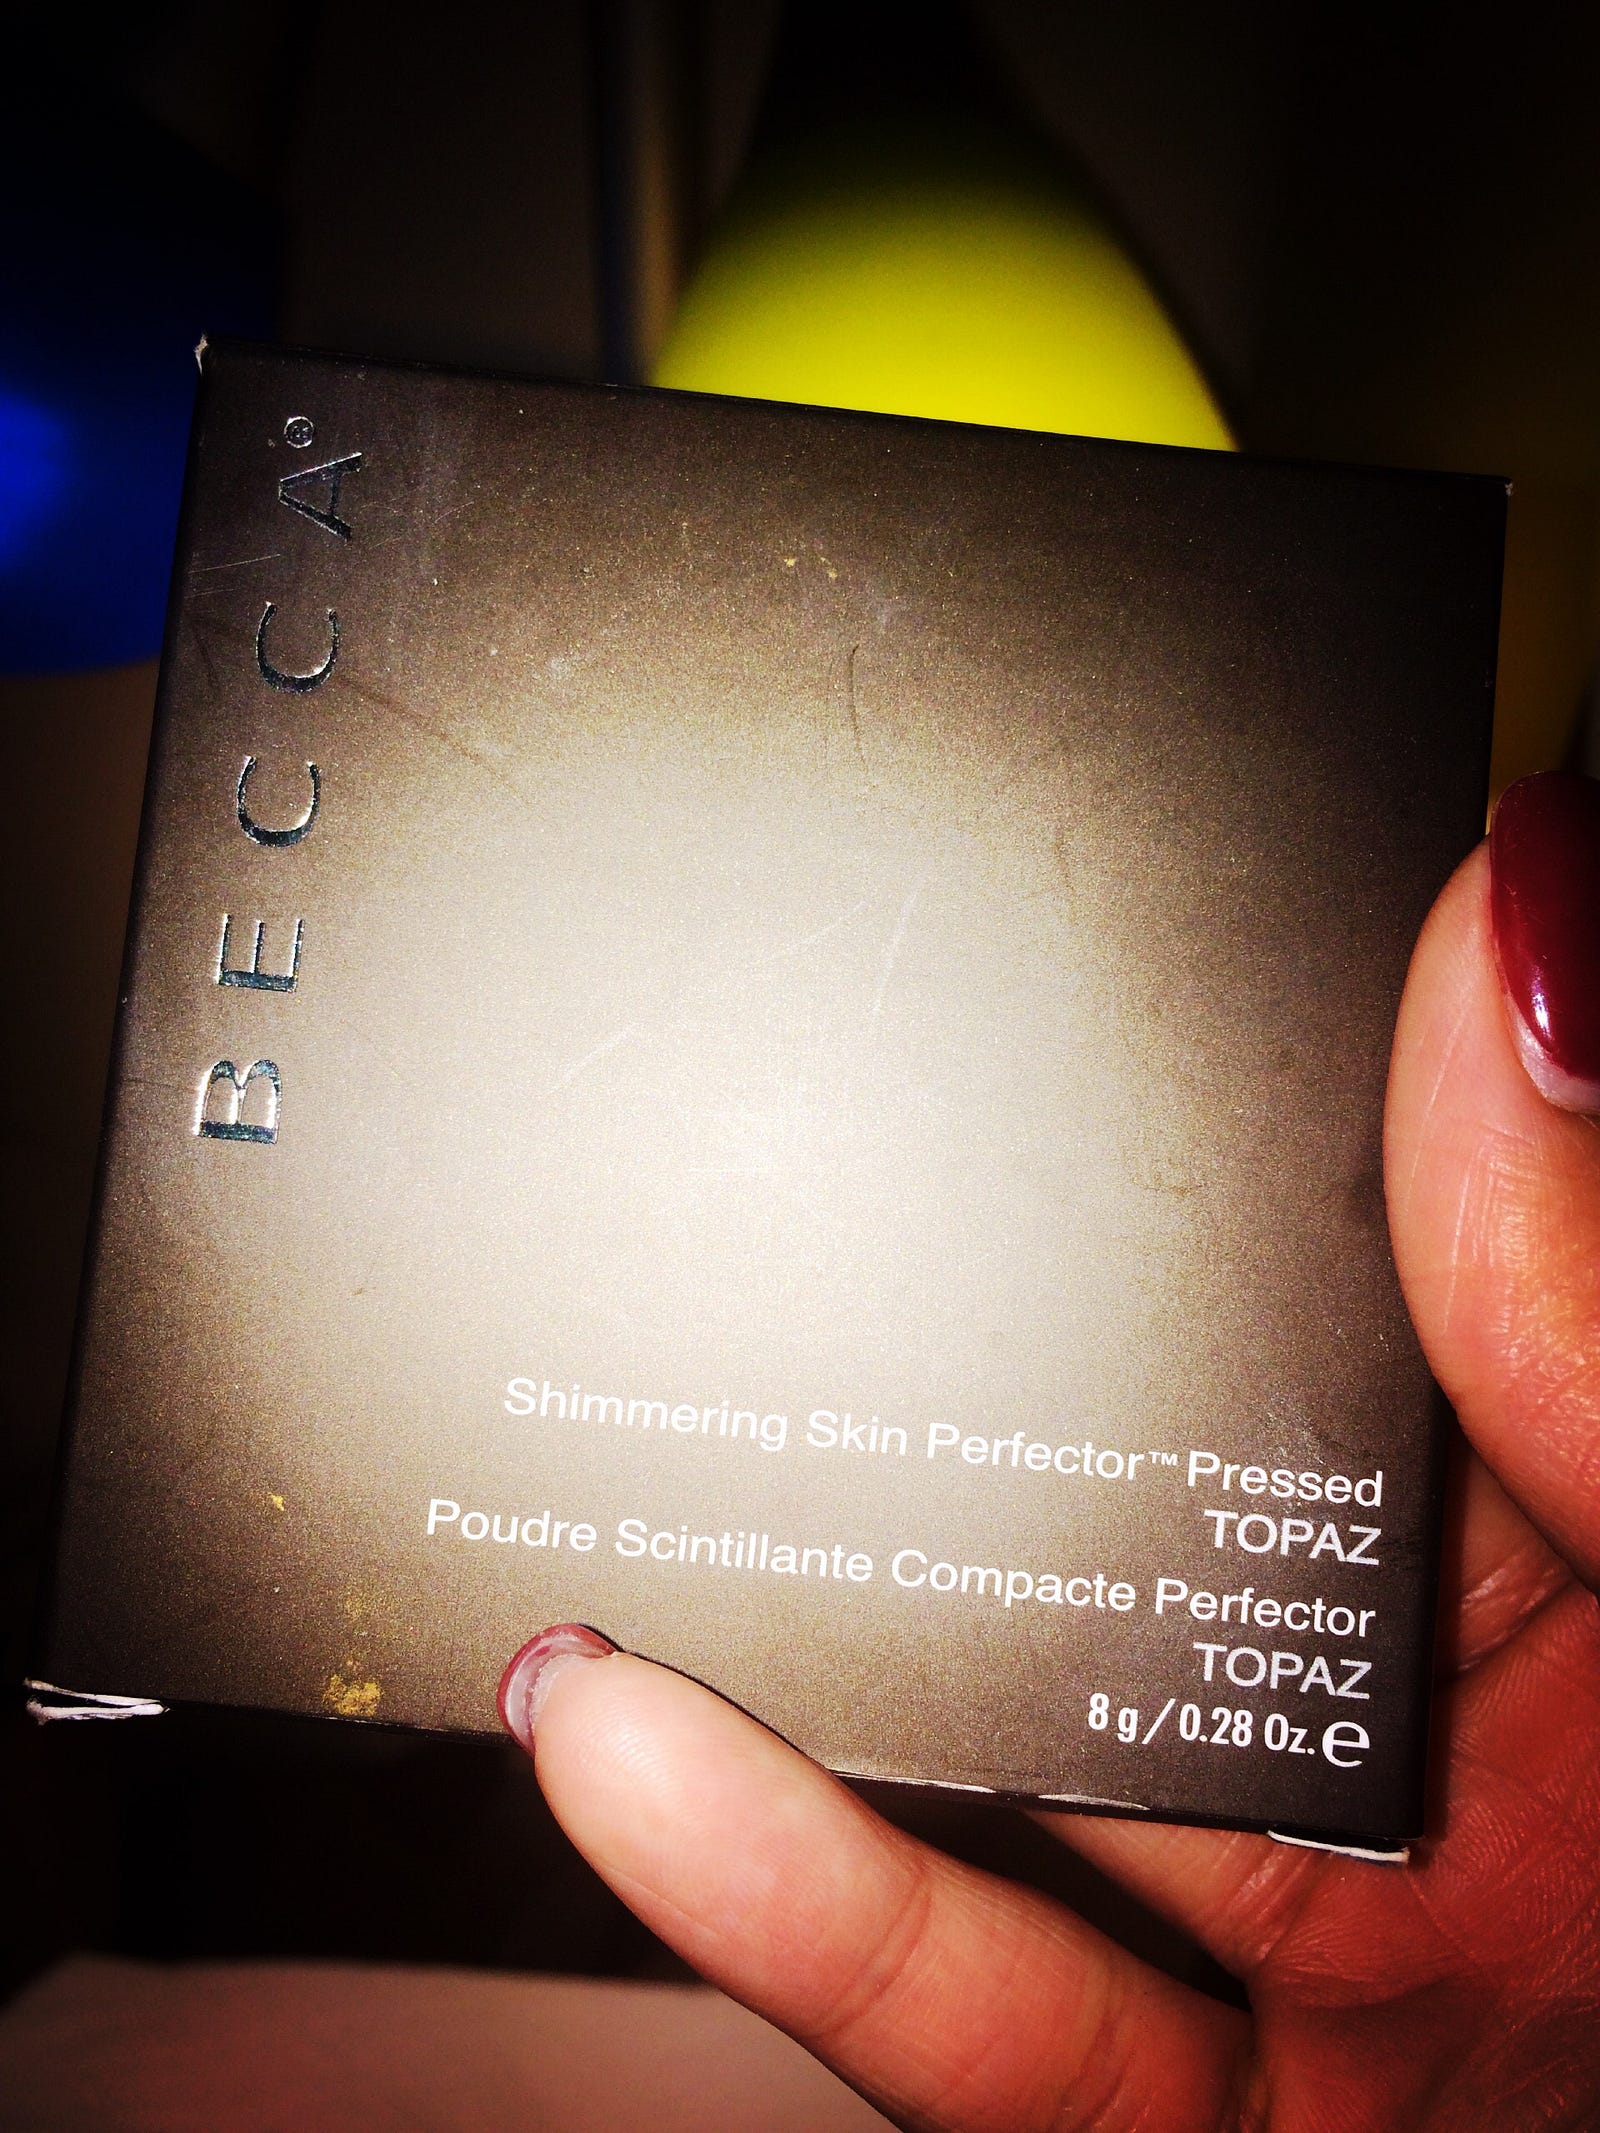 BECCA®
Shimmering Skin Perfector™ Pressed
TOPAZ
Poudre Scintillante Compacte Perfector
TOPAZ
8 g / 0.28 Oz. e